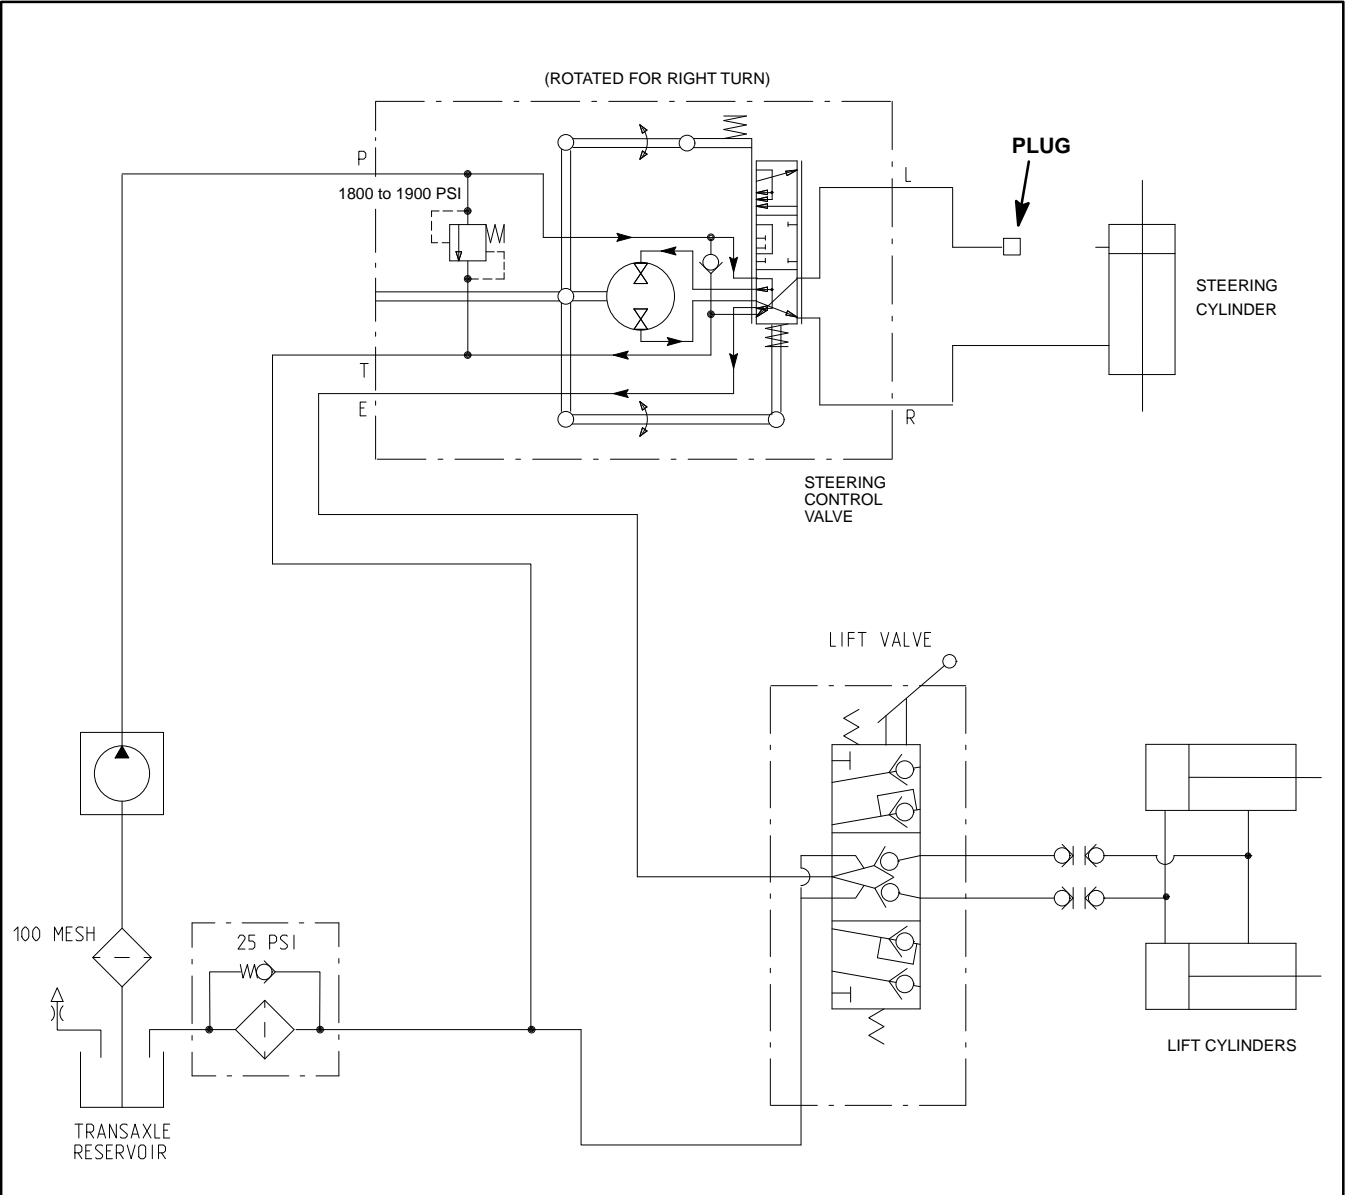 (ROTATED FOR RIGHT TURN)
PLUG
P
L
1800 to 1900 PSI
STEERING
CYLINDER
T
E
R
STEERING
CONTROL
VALVE
LIFT VALVE
100 MESH
25 PSI
LIFT CYLINDERS
TRANSAXLE
RESERVOIR